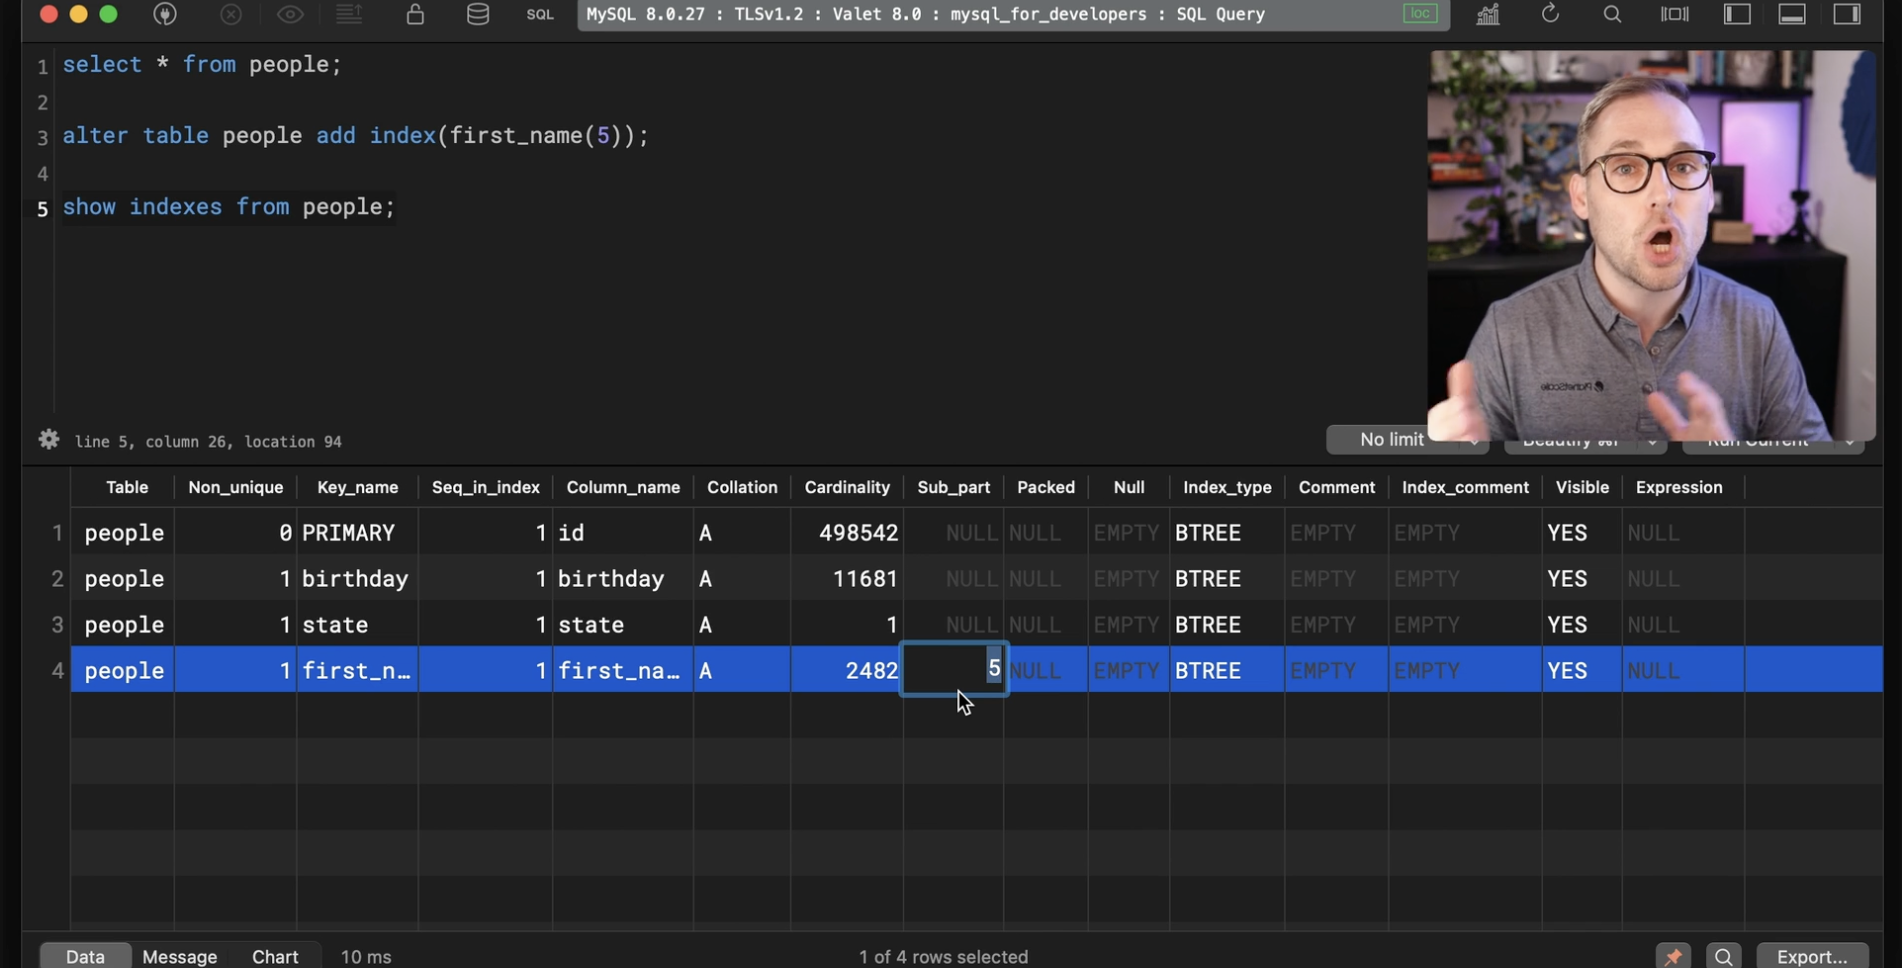 SQL MySQL 8.0.27 : TLSv1.2 : Valet 8.0 : mysql_for_developers : SQL Query loc
1 select * from people;
2
3 alter table people add index(first_name(5));
4
5 show indexes from people;
line 5, column 26, location 94 No limit Beautify ⌘I Run Current
Table Non_unique Key_name Seq_in_index Column_name Collation Cardinality Sub_part Packed Null Index_type Comment Index_comment Visible Expression
1 people 0 PRIMARY 1 id A 498542 NULL NULL EMPTY BTREE EMPTY EMPTY YES NULL
2 people 1 birthday 1 birthday A 11681 NULL NULL EMPTY BTREE EMPTY EMPTY YES NULL
3 people 1 state 1 state A 1 NULL NULL EMPTY BTREE EMPTY EMPTY YES NULL
4 people 1 first_n… 1 first_na… A 2482 5 NULL EMPTY BTREE EMPTY EMPTY YES NULL
Data Message Chart 10 ms 1 of 4 rows selected Export...